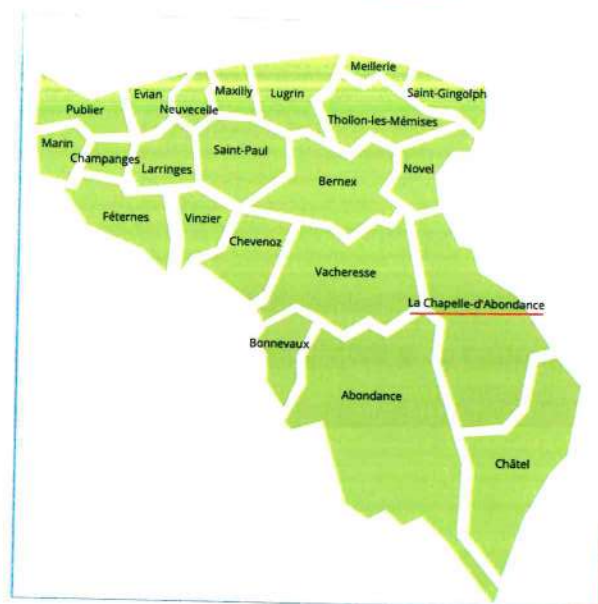 Meillerie
Evian
Maxilly
Lugrin
Saint-Gingolph
Publier
Neuvecelle
Thollon-les-Mémises
Marin
Champanges
Larringes
Saint-Paul
Bernex
Novel
Féternes
Vinzier
Chevenoz
Vacheresse
La Chapelle-d'Abondance
Bonnevaux
Abondance
Châtel